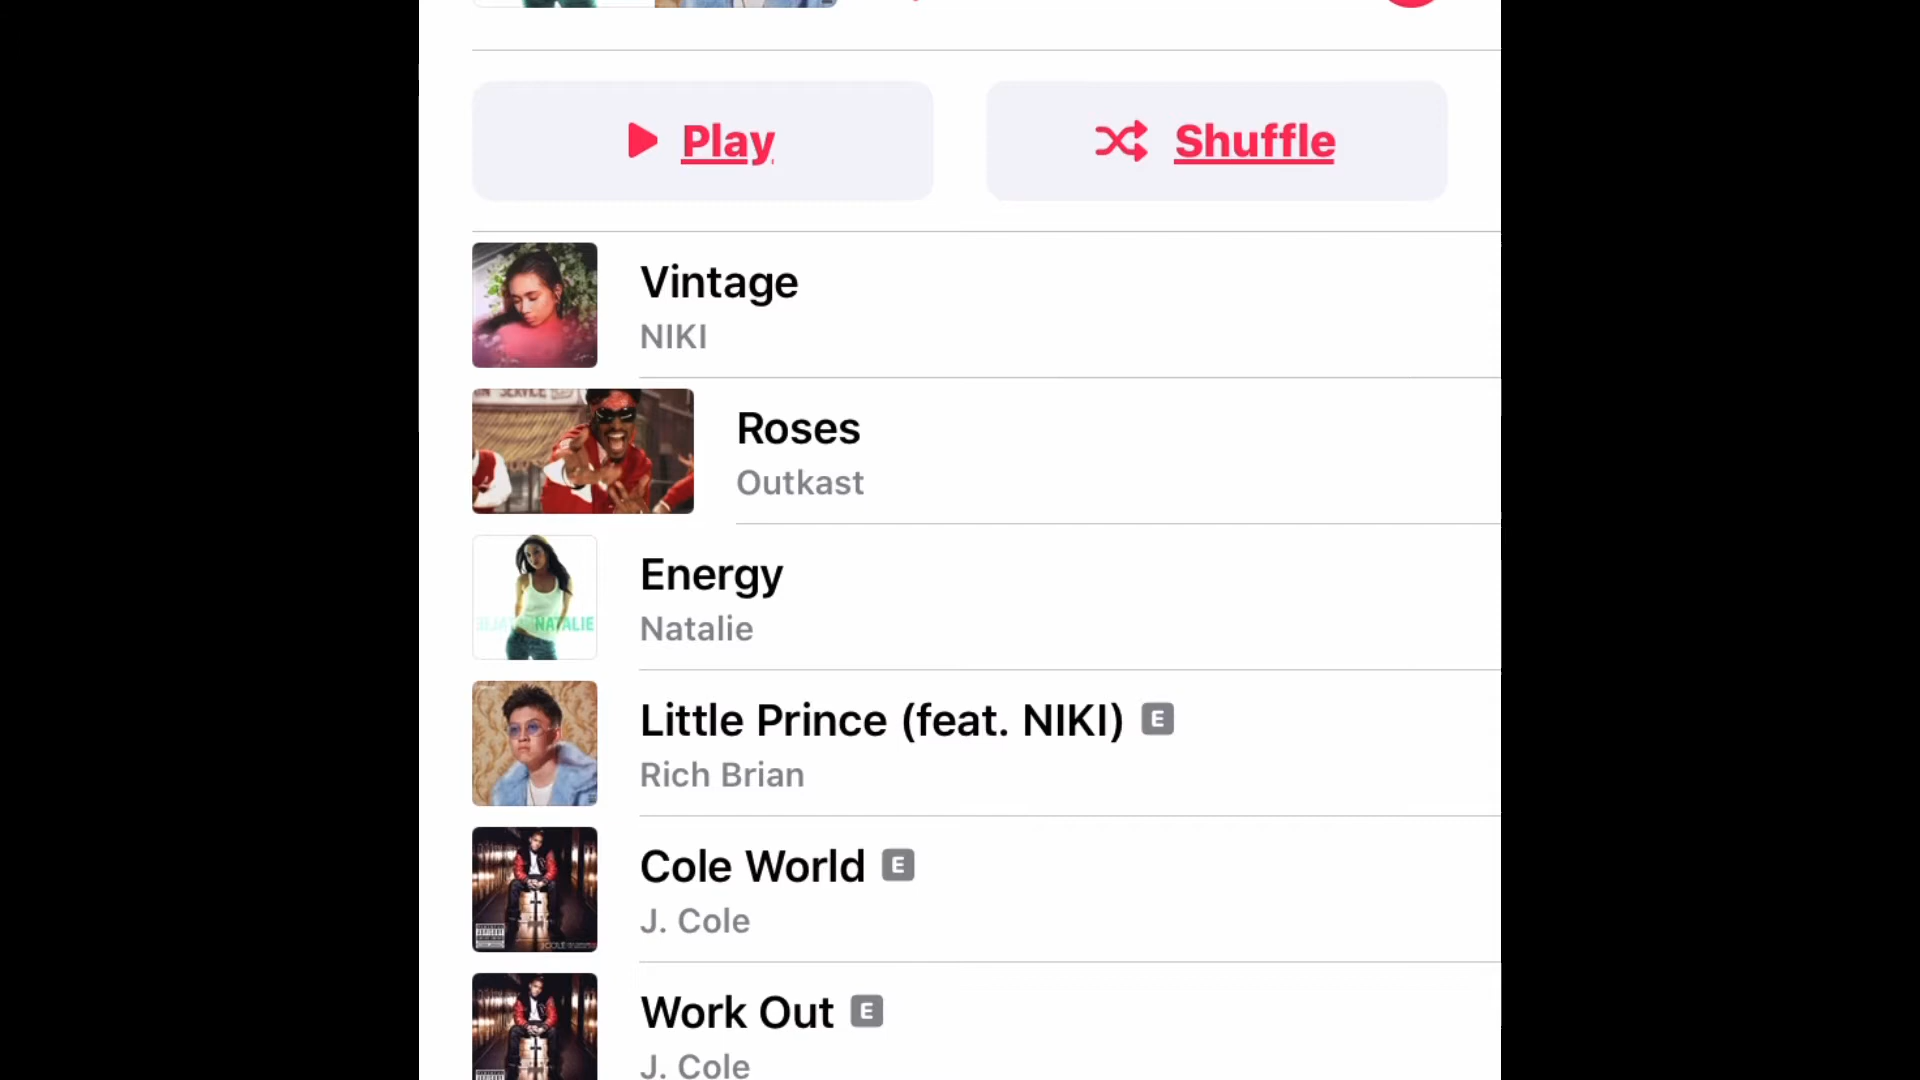 Play
Shuffle
Vintage
NIKI
Roses
Outkast
NATALIE
Energy
Natalie
Little Prince (feat. NIKI) E
Rich Brian
Cole World E
J. Cole
Work Out E
J. Cole